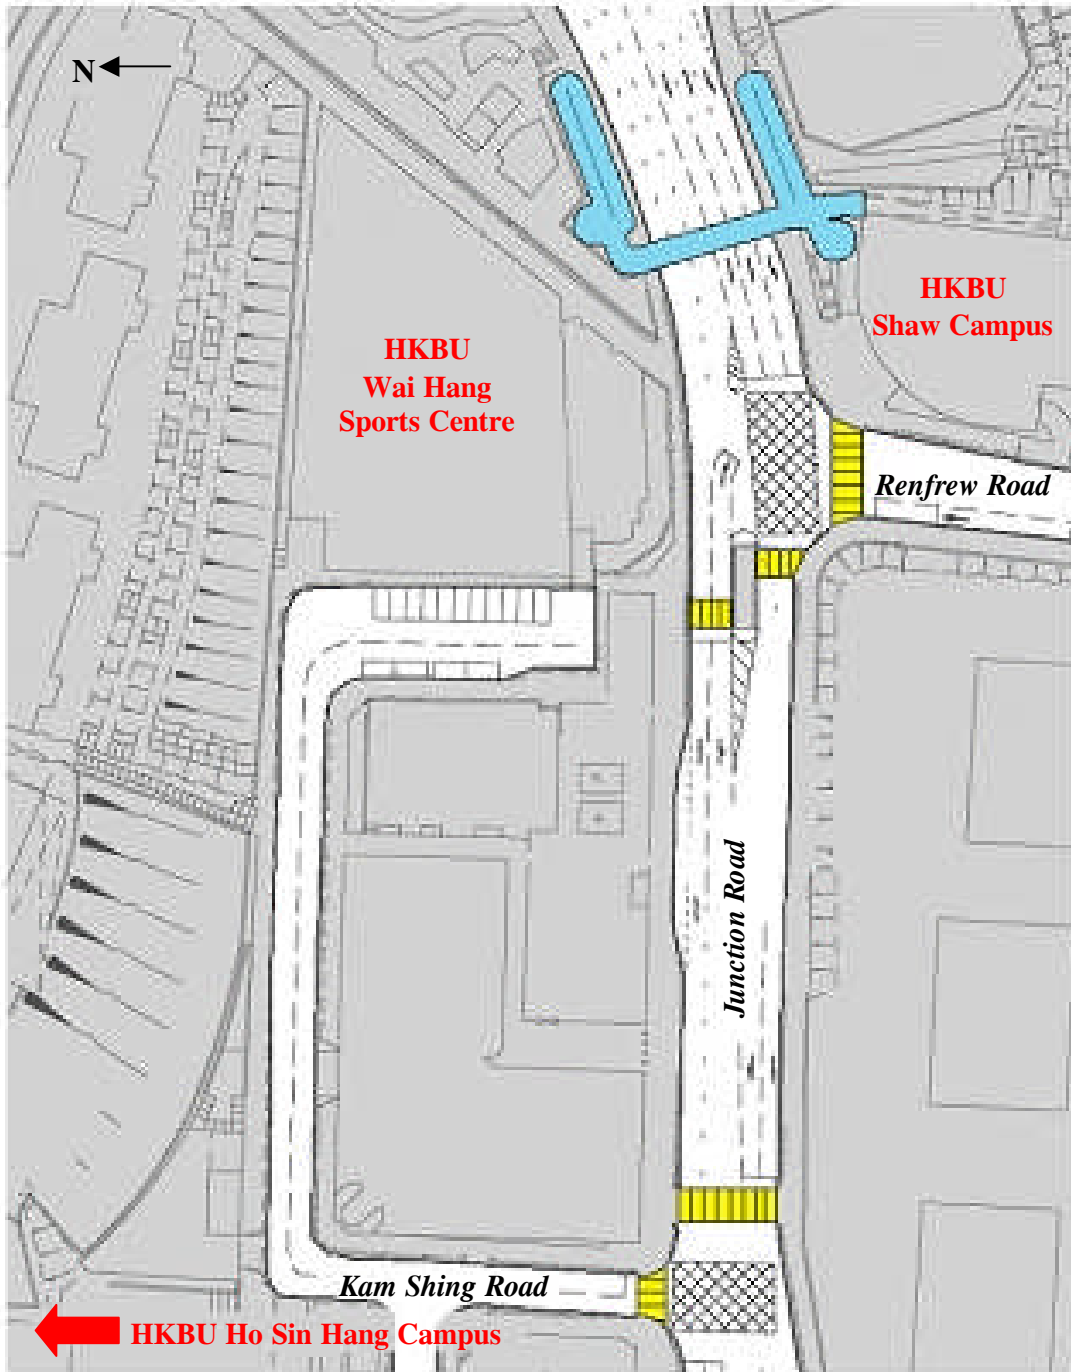 N
HKBU
Shaw Campus
HKBU
Wai Hang
Sports Centre
Renfrew Road
Junction Road
Kam Shing Road
HKBU Ho Sin Hang Campus